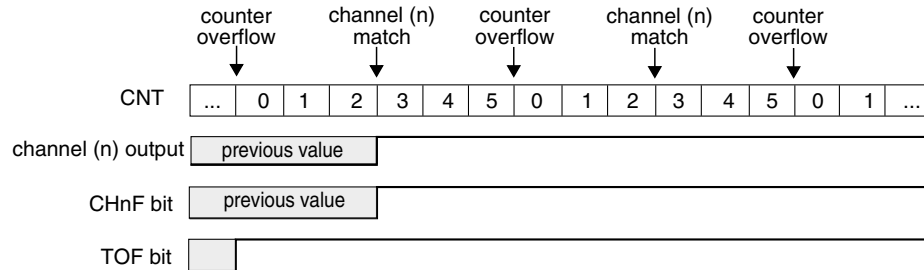 counter overflow
channel (n) match
counter overflow
channel (n) match
counter overflow
CNT ... 0 1 2 3 4 5 0 1 2 3 4 5 0 1 ...
channel (n) output previous value
CHnF bit previous value
TOF bit